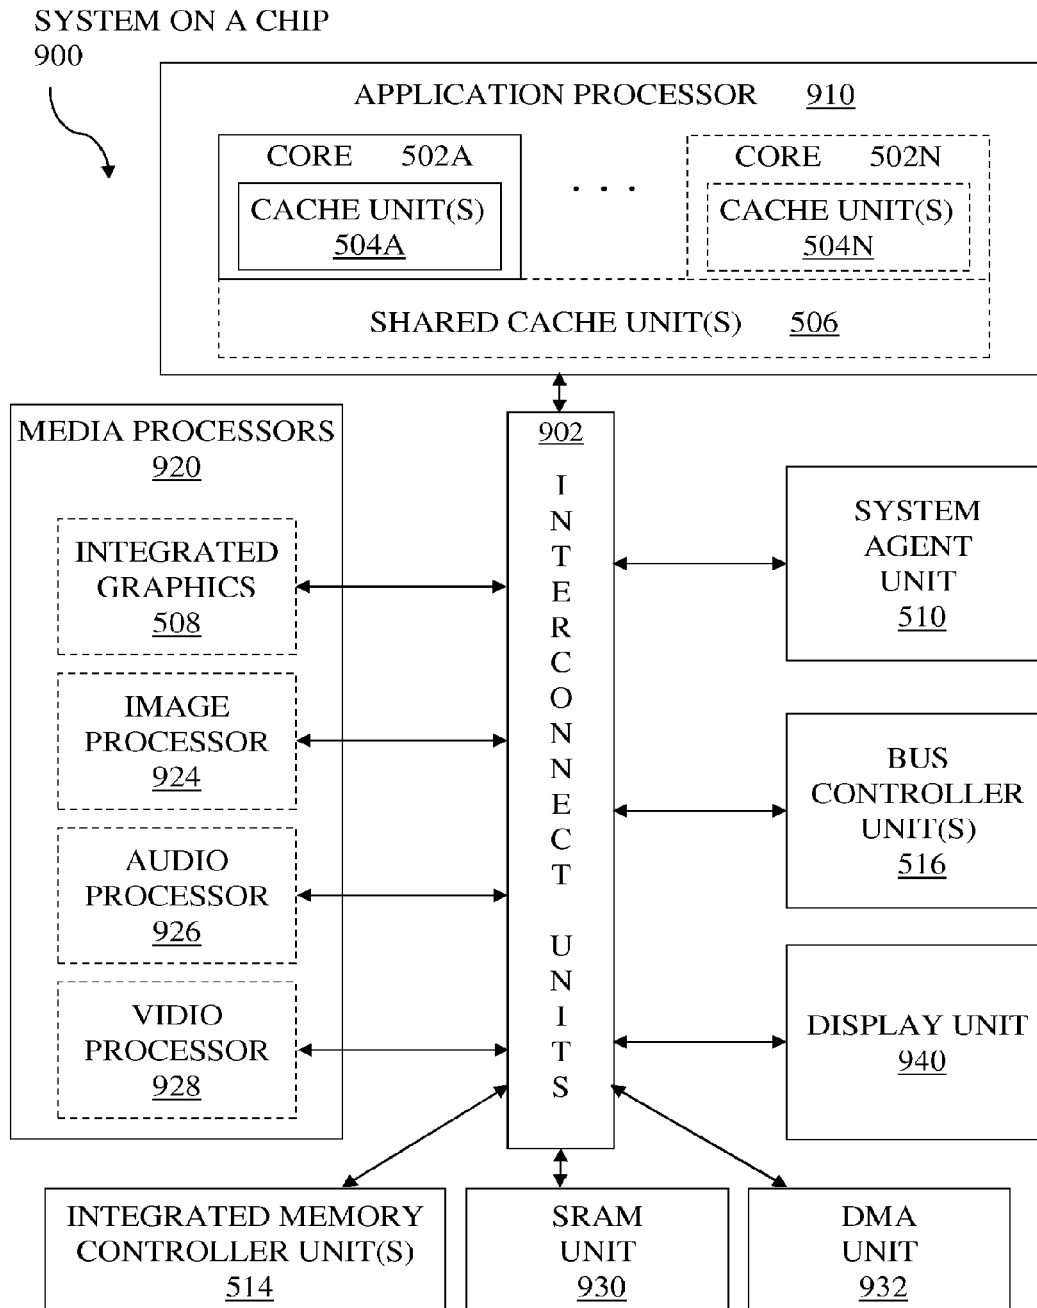 SYSTEM ON A CHIP
900
APPLICATION PROCESSOR 910
CORE 502A
CACHE UNIT(S)
504A
. . .
CORE 502N
CACHE UNIT(S)
504N
SHARED CACHE UNIT(S) 506
MEDIA PROCESSORS
920
INTEGRATED
GRAPHICS
508
IMAGE
PROCESSOR
924
AUDIO
PROCESSOR
926
VIDIO
PROCESSOR
928
902
INTERCONNECT UNITS
SYSTEM
AGENT
UNIT
510
BUS
CONTROLLER
UNIT(S)
516
DISPLAY UNIT
940
INTEGRATED MEMORY
CONTROLLER UNIT(S)
514
SRAM
UNIT
930
DMA
UNIT
932